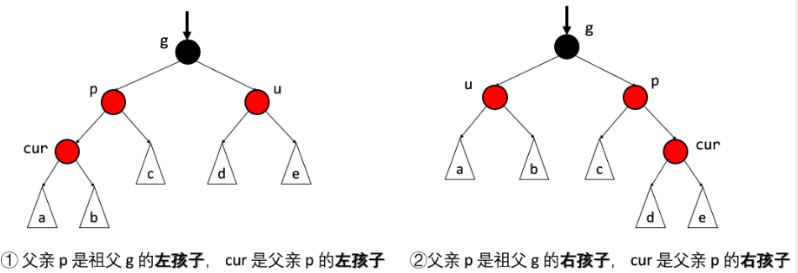 g
p
u
cur
c
d
e
a
b
① 父亲 p 是祖父 g 的左孩子， cur 是父亲 p 的左孩子
g
u
p
cur
a
b
c
d
e
②父亲 p 是祖父 g 的右孩子， cur 是父亲 p 的右孩子